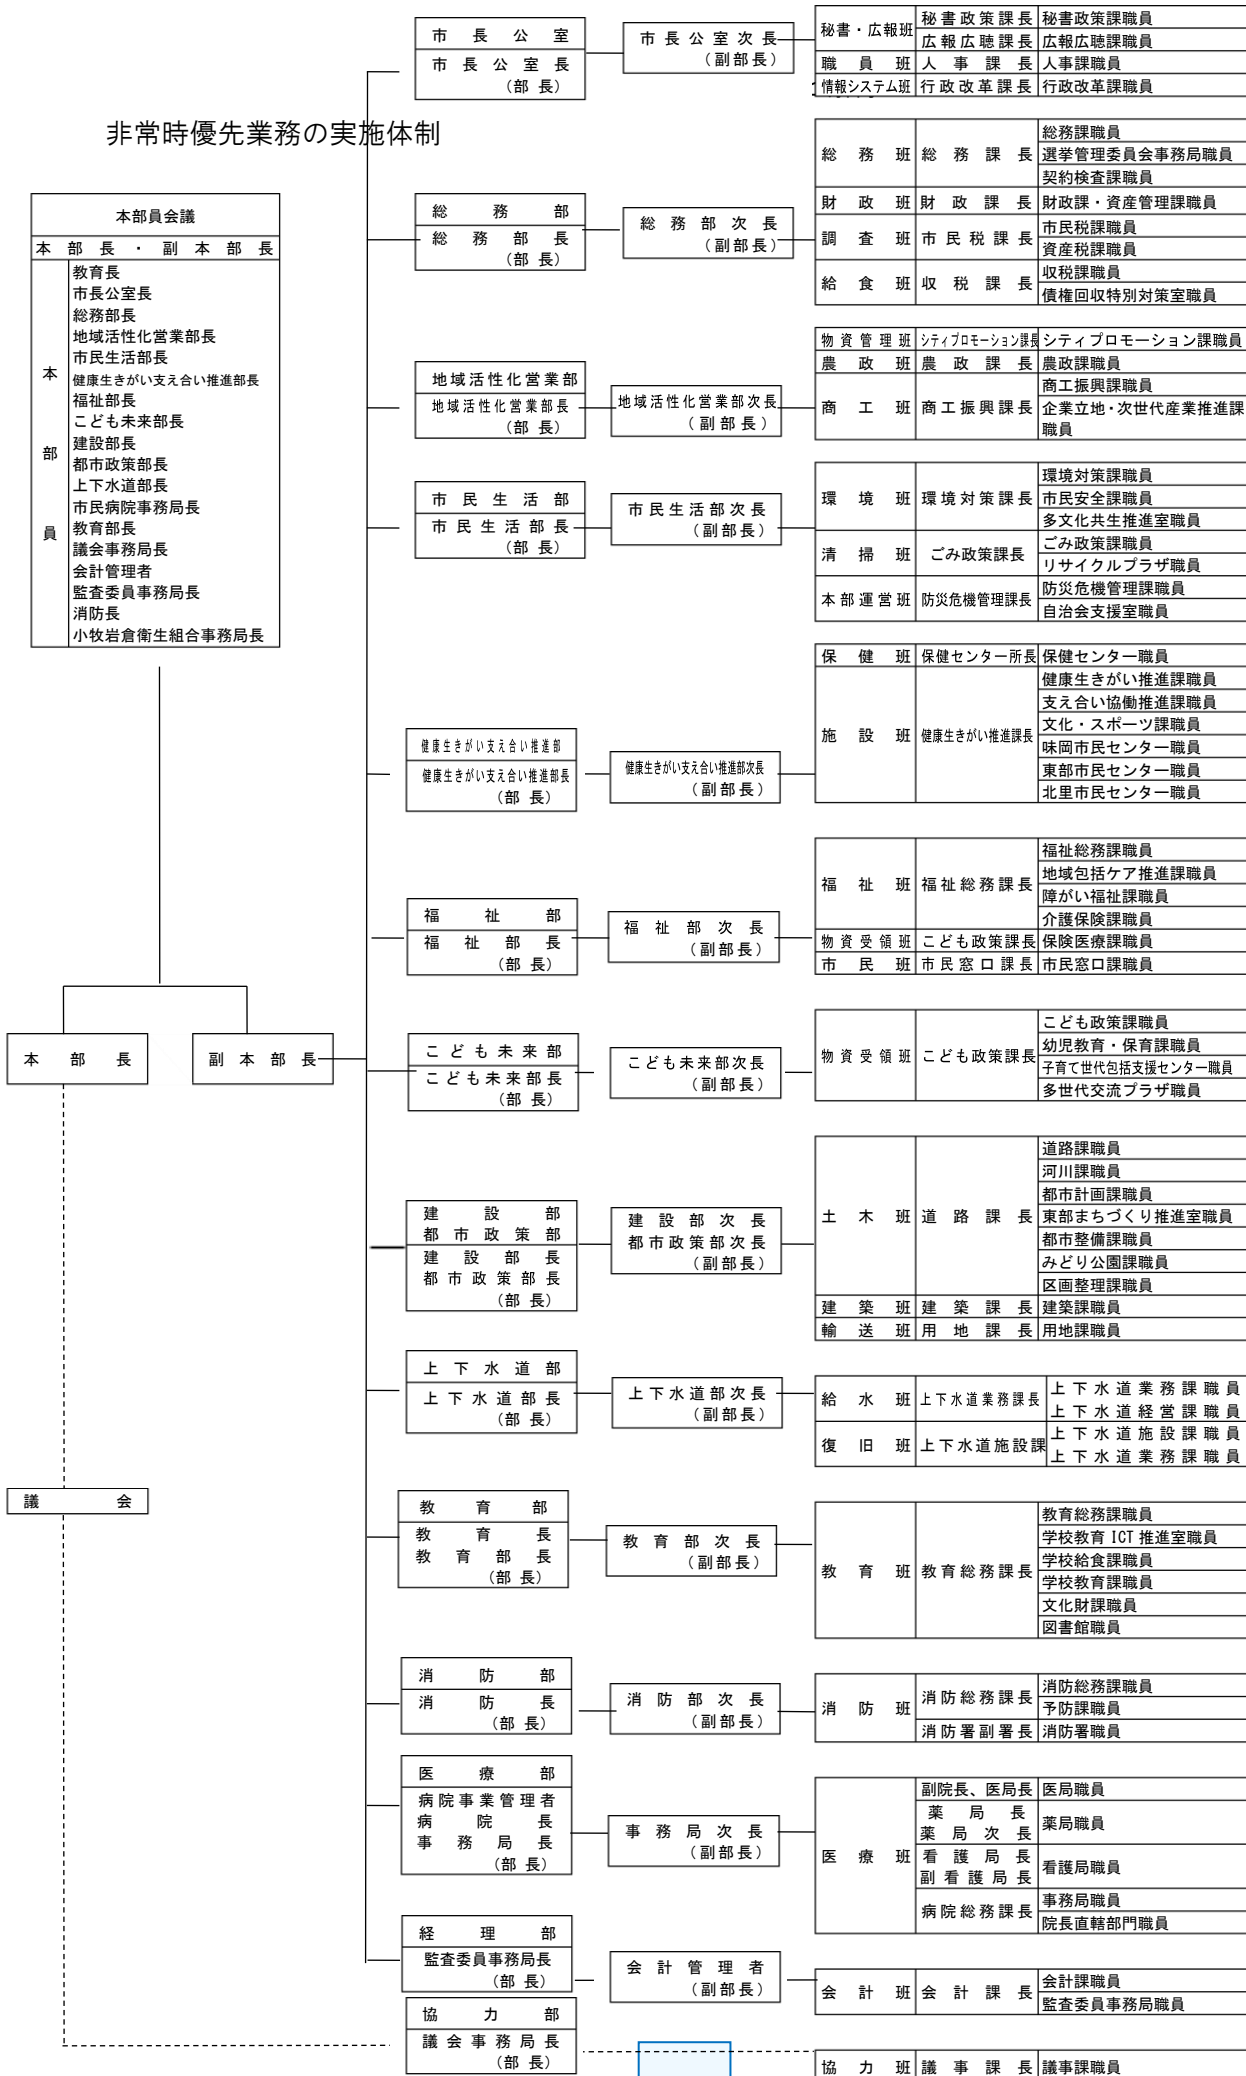 非常時優先業務の実施体制
本部員会議
本部長・副本部長
本部員
教育長
市長公室長
総務部長
地域活性化営業部長
市民生活部長
健康生きがい支え合い推進部長
福祉部長
こども未来部長
建設部長
都市政策部長
上下水道部長
市民病院事務局長
教育部長
議会事務局長
会計管理者
監査委員事務局長
消防長
小牧岩倉衛生組合事務局長
本部長
副本部長
議会
市長公室
市長公室長
(部長)
市長公室次長
(副部長)
秘書・広報班
秘書政策課長
秘書政策課職員
広報広聴課長
広報広聴課職員
職員班
人事課長
人事課職員
情報システム班
行政改革課長
行政改革課職員
総務部
総務部長
(部長)
総務部次長
(副部長)
総務班
総務課長
総務課職員
選挙管理委員会事務局職員
契約検査課職員
財政班
財政課長
財政課・資産管理課職員
調査班
市民税課長
市民税課職員
資産税課職員
給食班
収税課長
収税課職員
債権回収特別対策室職員
地域活性化営業部
地域活性化営業部長
(部長)
地域活性化営業部次長
(副部長)
物資管理班
シティプロモーション課長
シティプロモーション課職員
農政班
農政課長
農政課職員
商工班
商工振興課長
商工振興課職員
企業立地・次世代産業推進課
職員
市民生活部
市民生活部長
(部長)
市民生活部次長
(副部長)
環境班
環境対策課長
環境対策課職員
市民安全課職員
多文化共生推進室職員
清掃班
ごみ政策課長
ごみ政策課職員
リサイクルプラザ職員
本部運営班
防災危機管理課長
防災危機管理課職員
自治会支援室職員
健康生きがい支え合い推進部
健康生きがい支え合い推進部長
(部長)
健康生きがい支え合い推進部次長
(副部長)
保健班
保健センター所長
保健センター職員
施設班
健康生きがい推進課長
健康生きがい推進課職員
支え合い協働推進課職員
文化・スポーツ課職員
味岡市民センター職員
東部市民センター職員
北里市民センター職員
福祉部
福祉部長
(部長)
福祉部次長
(副部長)
福祉班
福祉総務課長
福祉総務課職員
地域包括ケア推進課職員
障がい福祉課職員
介護保険課職員
物資受領班
こども政策課長
保険医療課職員
市民班
市民窓口課長
市民窓口課職員
こども未来部
こども未来部長
(部長)
こども未来部次長
(副部長)
物資受領班
こども政策課長
こども政策課職員
幼児教育・保育課職員
子育て世代包括支援センター職員
多世代交流プラザ職員
建設部
都市政策部
建設部長
都市政策部長
(部長)
建設部次長
都市政策部次長
(副部長)
土木班
道路課長
道路課職員
河川課職員
都市計画課職員
東部まちづくり推進室職員
都市整備課職員
みどり公園課職員
区画整理課職員
建築班
建築課長
建築課職員
輸送班
用地課長
用地課職員
上下水道部
上下水道部長
(部長)
上下水道部次長
(副部長)
給水班
上下水道業務課長
上下水道業務課職員
上下水道経営課職員
復旧班
上下水道施設課
上下水道施設課職員
上下水道業務課職員
教育部
教育長
教育部長
(部長)
教育部次長
(副部長)
教育班
教育総務課長
教育総務課職員
学校教育 ICT 推進室職員
学校給食課職員
学校教育課職員
文化財課職員
図書館職員
消防部
消防長
(部長)
消防部次長
(副部長)
消防班
消防総務課長
消防総務課職員
予防課職員
消防署副署長
消防署職員
医療部
病院事業管理者
病院長
事務局長
(部長)
事務局次長
(副部長)
医療班
副院長、医局長
医局職員
薬局長
薬局次長
薬局職員
看護局長
副看護局長
看護局職員
病院総務課長
事務局職員
院長直轄部門職員
経理部
監査委員事務局長
(部長)
会計管理者
(副部長)
会計班
会計課長
会計課職員
監査委員事務局職員
協力部
議会事務局長
(部長)
協力班
議事課長
議事課職員